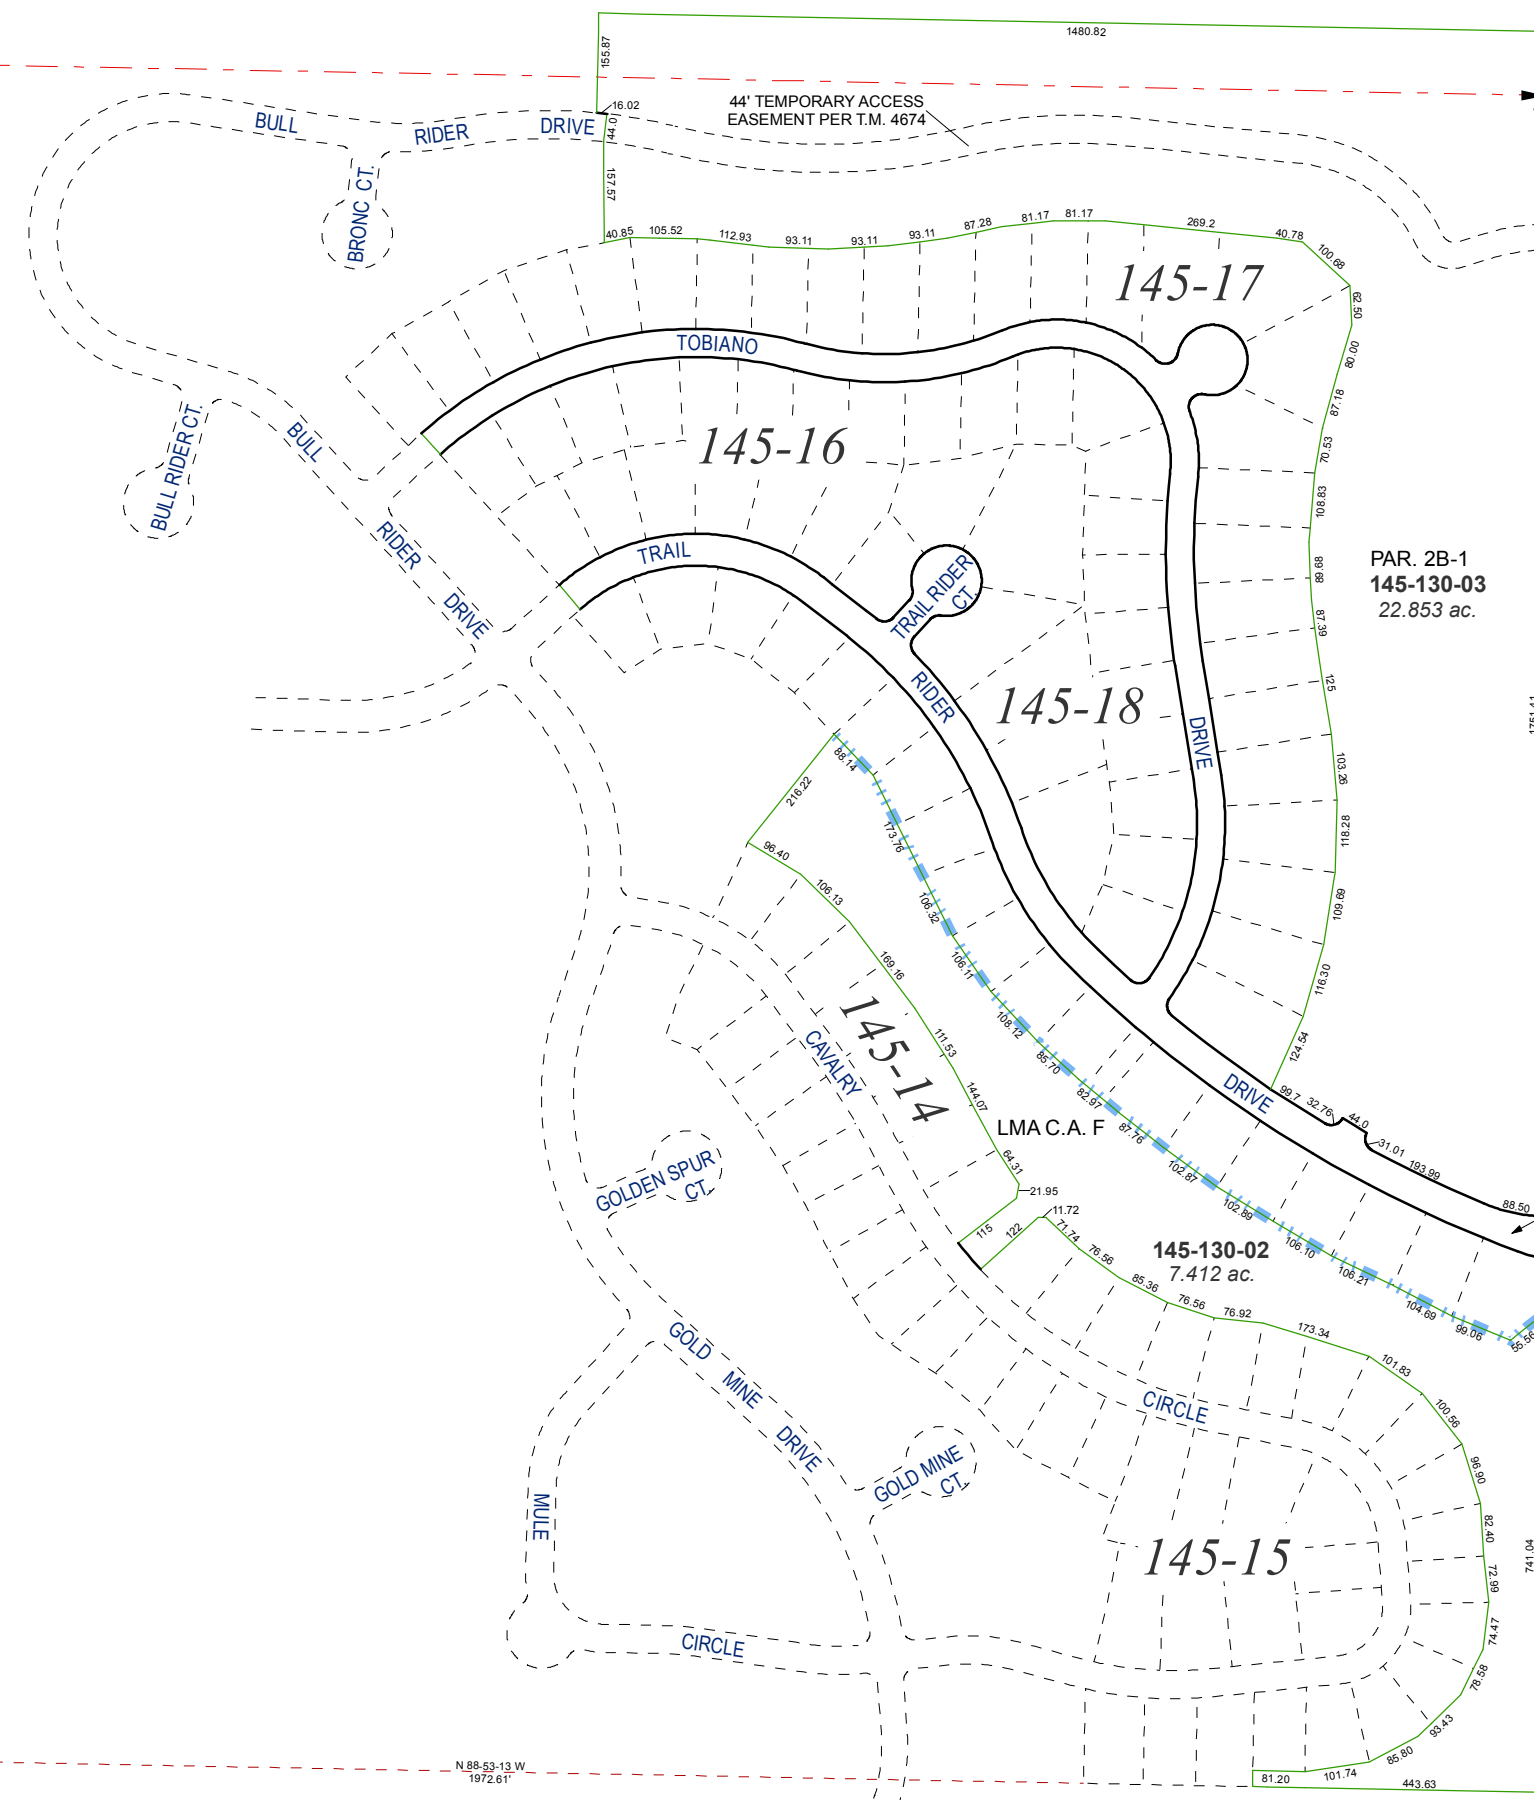 1480.82
155.87
16.02
44.0
157.57
44' TEMPORARY ACCESS
EASEMENT PER T.M. 4674
BULL
RIDER
DRIVE
BRONC CT.
40.85
105.52
112.93
93.11
93.11
93.11
87.28
81.17
81.17
269.2
40.78
100.68
62.50
80.00
87.18
70.53
108.83
89.68
87.39
125
103.26
118.28
109.69
116.30
124.54
145-17
TOBIANO
145-16
BULL RIDER CT.
BULL
RIDER
DRIVE
TRAIL
TRAIL RIDER
CT.
RIDER
145-18
DRIVE
PAR. 2B-1
145-130-03
22.853 ac.
1751.41
DRIVE
99.7
32.76
44.0
31.01
193.99
88.50
88.14
216.22
173.76
106.32
106.11
108.12
85.70
82.97
87.76
102.87
102.89
106.10
106.21
104.69
99.06
55.56
96.40
106.13
169.16
111.53
144.07
64.31
21.95
115
122
11.72
71.74
76.56
85.36
76.56
76.92
173.34
101.83
100.56
96.90
82.40
72.99
74.47
78.58
93.43
85.80
101.74
81.20
443.63
741.04
145-14
CAVALRY
LMA C.A. F
145-130-02
7.412 ac.
GOLDEN SPUR
CT.
GOLD
MINE
DRIVE
GOLD MINE
CT.
CIRCLE
145-15
MULE
CIRCLE
N 88-53-13 W
1972.61'